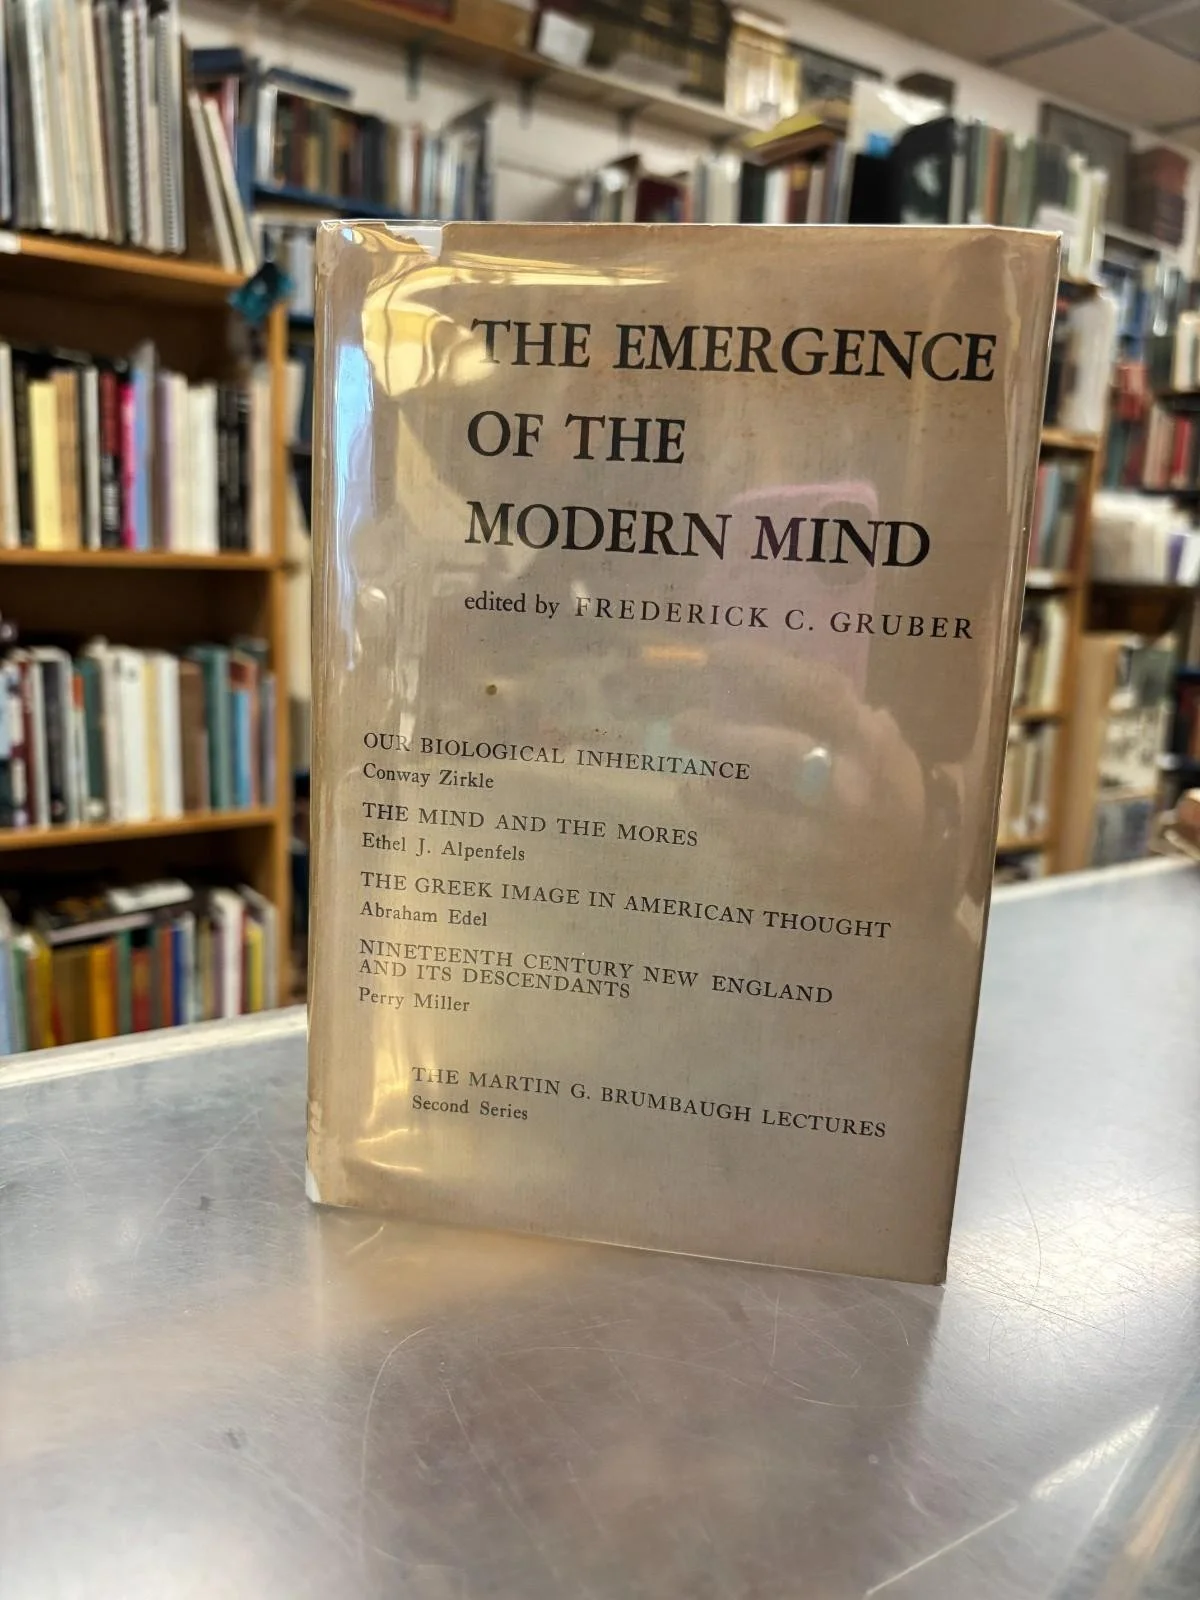 THE EMERGENCE
OF THE
MODERN MIND
edited by FREDERICK C. GRUBER
OUR BIOLOGICAL INHERITANCE
Conway Zirkle
THE MIND AND THE MORES
Ethel J. Alpenfels
THE GREEK IMAGE IN AMERICAN THOUGHT
Abraham Edel
NINETEENTH CENTURY NEW ENGLAND
AND ITS DESCENDANTS
Perry Miller
THE MARTIN G. BRUMBAUGH LECTURES
Second Series